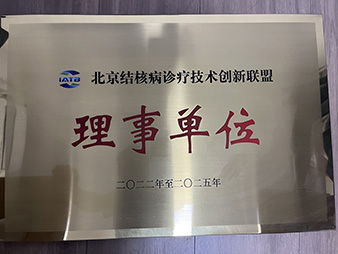 IATB
北京结核病诊疗技术创新联盟
理事单位
二〇二二年至二〇二五年